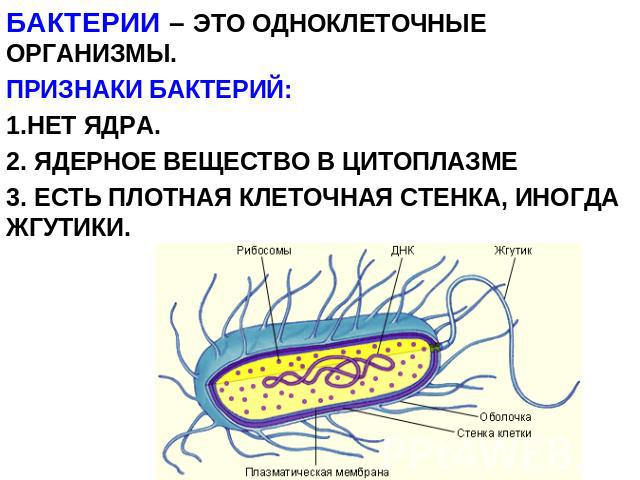 БАКТЕРИИ – ЭТО ОДНОКЛЕТОЧНЫЕ
ОРГАНИЗМЫ.
ПРИЗНАКИ БАКТЕРИЙ:
1.НЕТ ЯДРА.
2. ЯДЕРНОЕ ВЕЩЕСТВО В ЦИТОПЛАЗМЕ
3. ЕСТЬ ПЛОТНАЯ КЛЕТОЧНАЯ СТЕНКА, ИНОГДА
ЖГУТИКИ.
Рибосомы ДНК Жгутик
Оболочка
Стенка клетки
Плазматическая мембрана